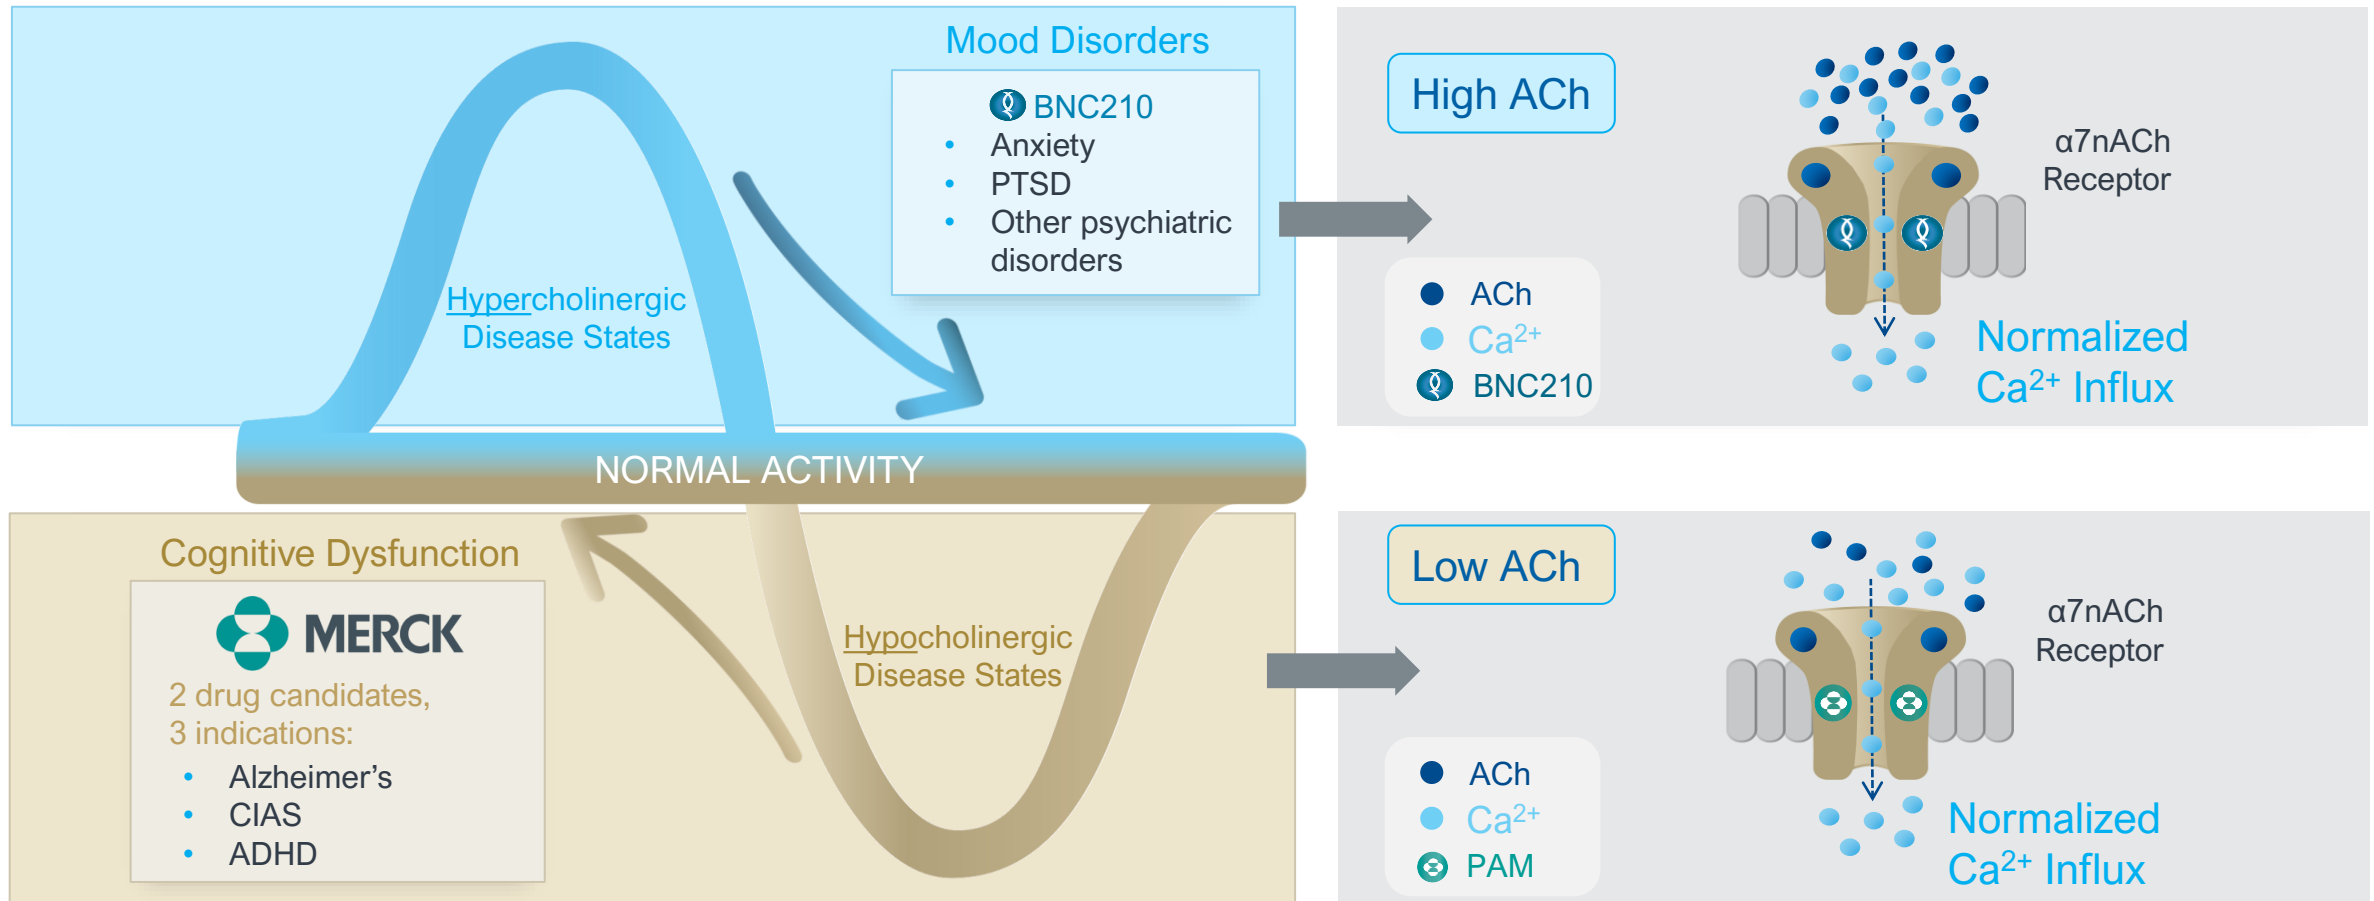 Mood Disorders
BNC210
• Anxiety
• PTSD
• Other psychiatric
disorders
Hypercholinergic
Disease States
High ACh
α7nACh
Receptor
ACh
Ca²⁺
BNC210
Normalized
Ca²⁺ Influx
NORMAL ACTIVITY
Cognitive Dysfunction
MERCK
2 drug candidates,
3 indications:
• Alzheimer’s
• CIAS
• ADHD
Hypocholinergic
Disease States
Low ACh
α7nACh
Receptor
ACh
Ca²⁺
PAM
Normalized
Ca²⁺ Influx